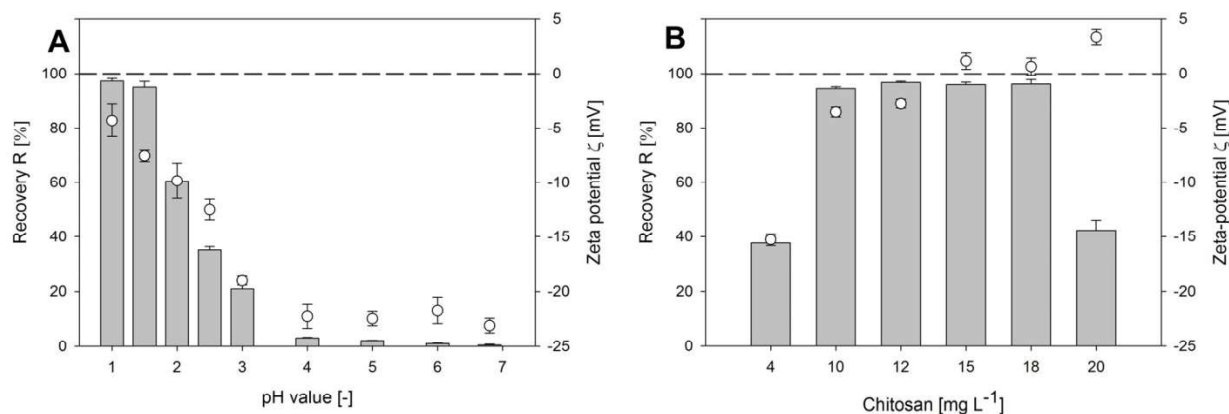 A
Recovery R [%]
100
80
60
40
20
0
5
0
-5
-10
-15
-20
-25
Zeta potential ζ [mV]
1 2 3 4 5 6 7
pH value [-]
B
Recovery R [%]
100
80
60
40
20
0
5
0
-5
-10
-15
-20
-25
Zeta-potential ζ [mV]
4 10 12 15 18 20
Chitosan [mg L⁻¹]